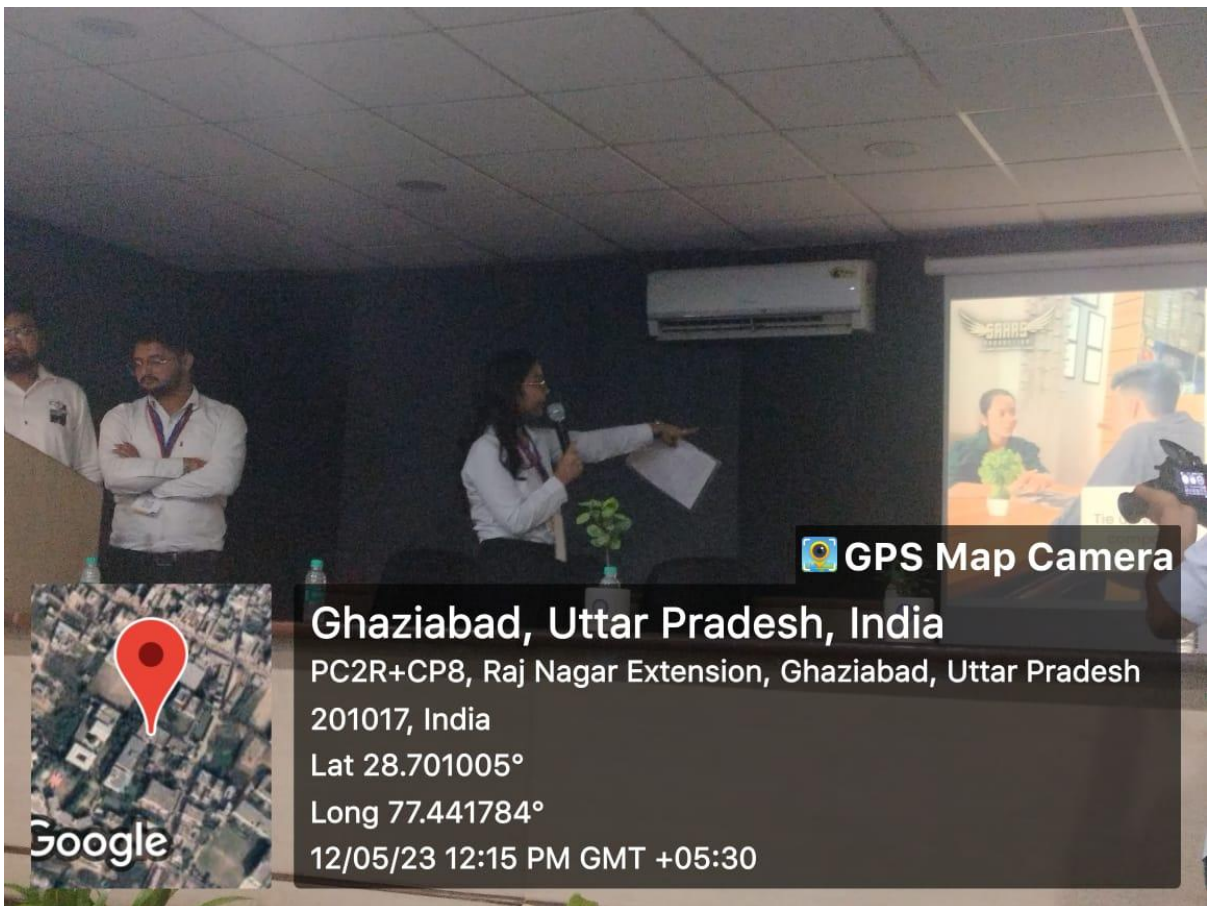 SAHAS
GPS Map Camera
Ghaziabad, Uttar Pradesh, India
PC2R+CP8, Raj Nagar Extension, Ghaziabad, Uttar Pradesh
201017, India
Lat 28.701005°
Long 77.441784°
12/05/23 12:15 PM GMT +05:30
Google